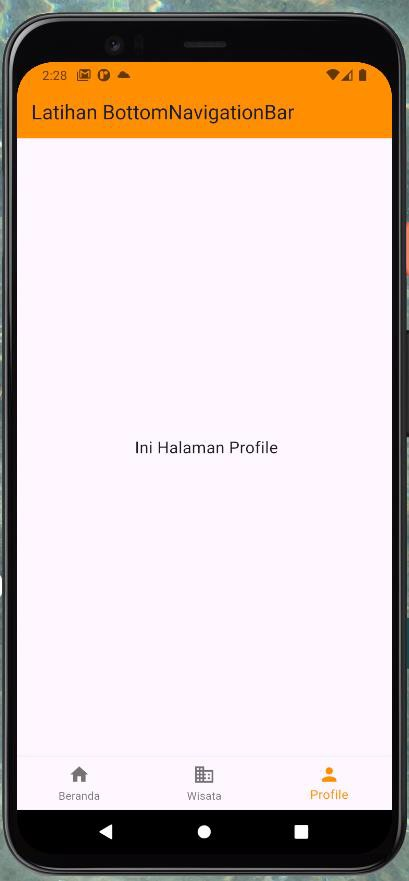 2:28
Latihan BottomNavigationBar
Ini Halaman Profile
Beranda
Wisata
Profile